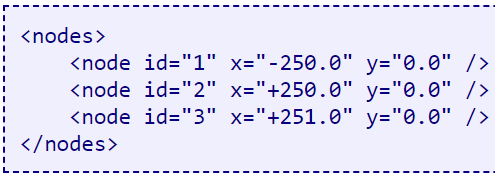 <nodes>
    <node id="1" x="-250.0" y="0.0" />
    <node id="2" x="+250.0" y="0.0" />
    <node id="3" x="+251.0" y="0.0" />
</nodes>